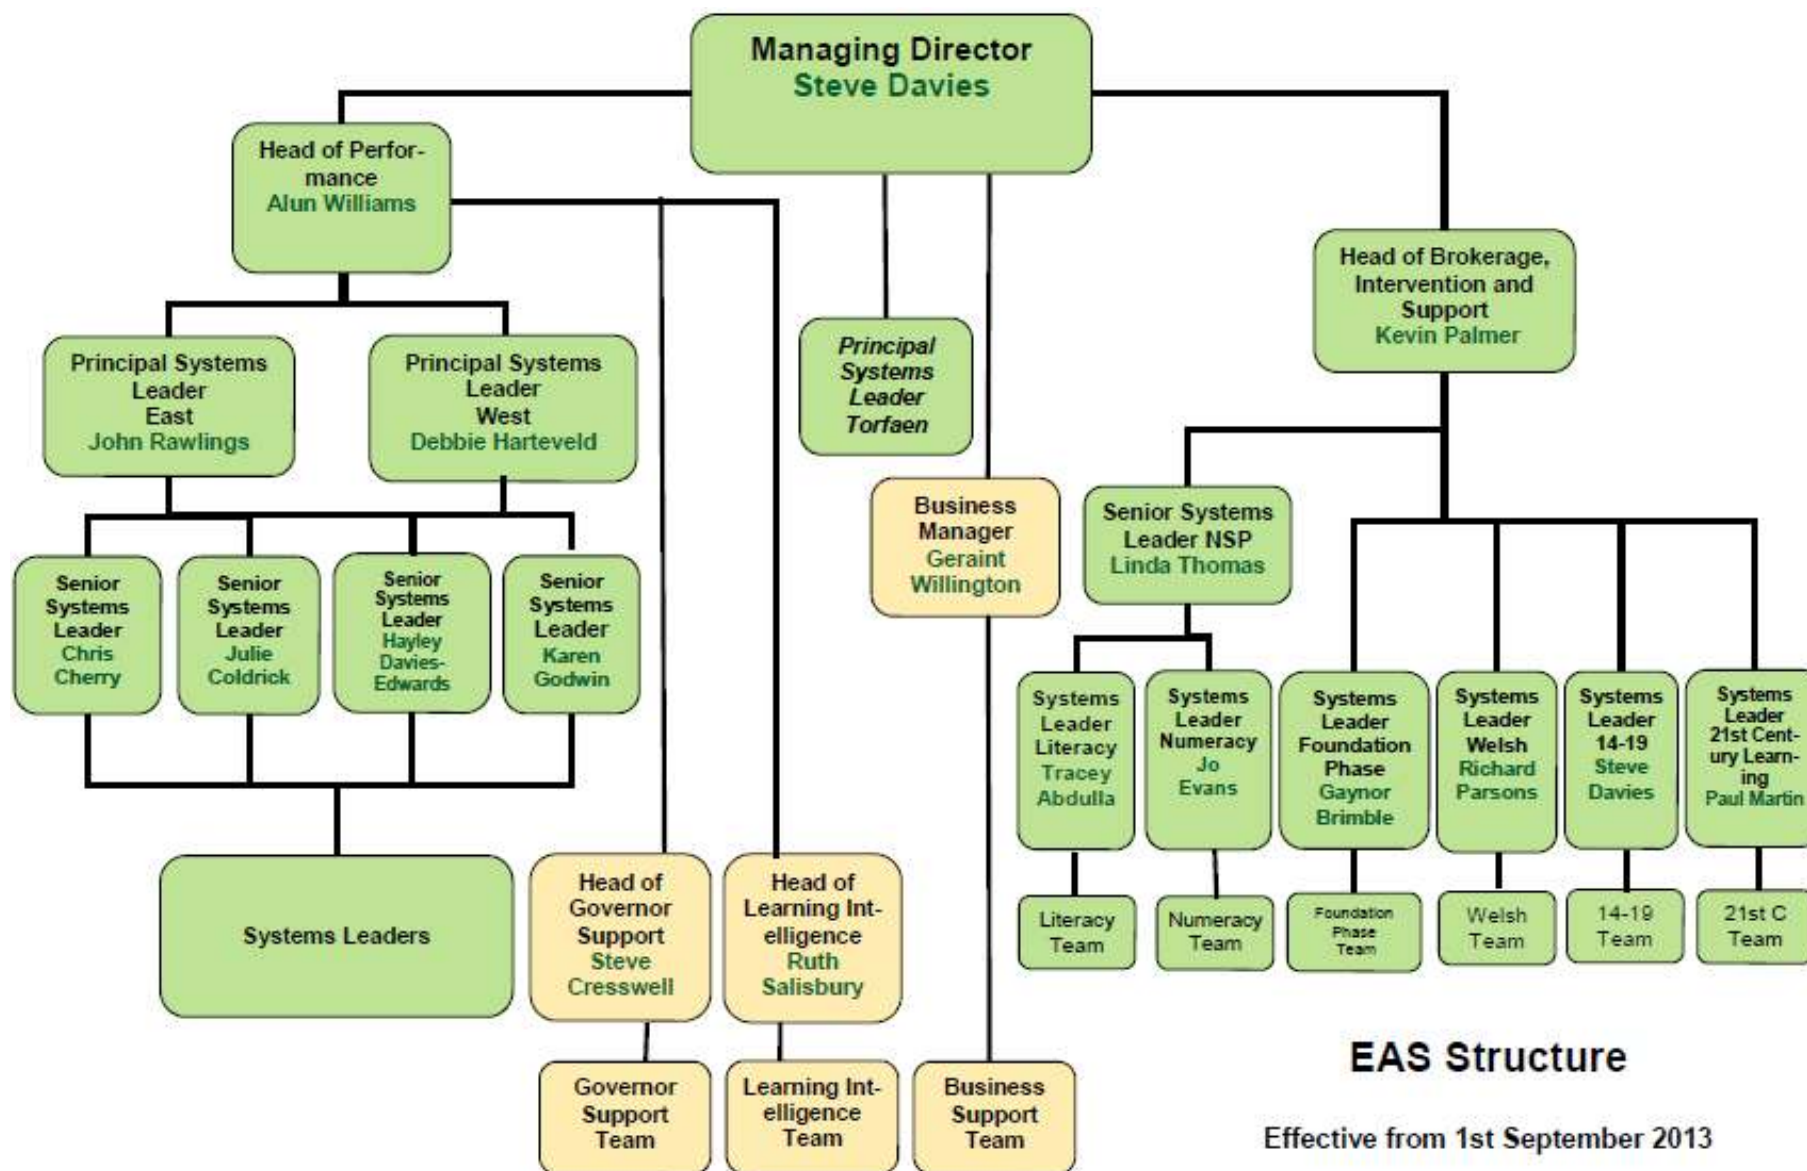 Managing Director
Steve Davies
Head of Perfor-
mance
Alun Williams
Head of Brokerage,
Intervention and
Support
Kevin Palmer
Principal Systems
Leader
East
John Rawlings
Principal Systems
Leader
West
Debbie Harteveld
Principal
Systems
Leader
Torfaen
Business
Manager
Geraint
Willington
Senior Systems
Leader NSP
Linda Thomas
Senior
Systems
Leader
Chris
Cherry
Senior
Systems
Leader
Julie
Coldrick
Senior
Systems
Leader
Hayley
Davies-
Edwards
Senior
Systems
Leader
Karen
Godwin
Systems
Leader
Literacy
Tracey
Abdulla
Systems
Leader
Numeracy
Jo
Evans
Systems
Leader
Foundation
Phase
Gaynor
Brimble
Systems
Leader
Welsh
Richard
Parsons
Systems
Leader
14-19
Steve
Davies
Systems
Leader
21st Cent-
ury Learn-
ing
Paul Martin
Systems Leaders
Head of
Governor
Support
Steve
Cresswell
Head of
Learning Int-
elligence
Ruth
Salisbury
Literacy
Team
Numeracy
Team
Foundation
Phase
Team
Welsh
Team
14-19
Team
21st C
Team
Governor
Support
Team
Learning Int-
elligence
Team
Business
Support
Team
EAS Structure
Effective from 1st September 2013